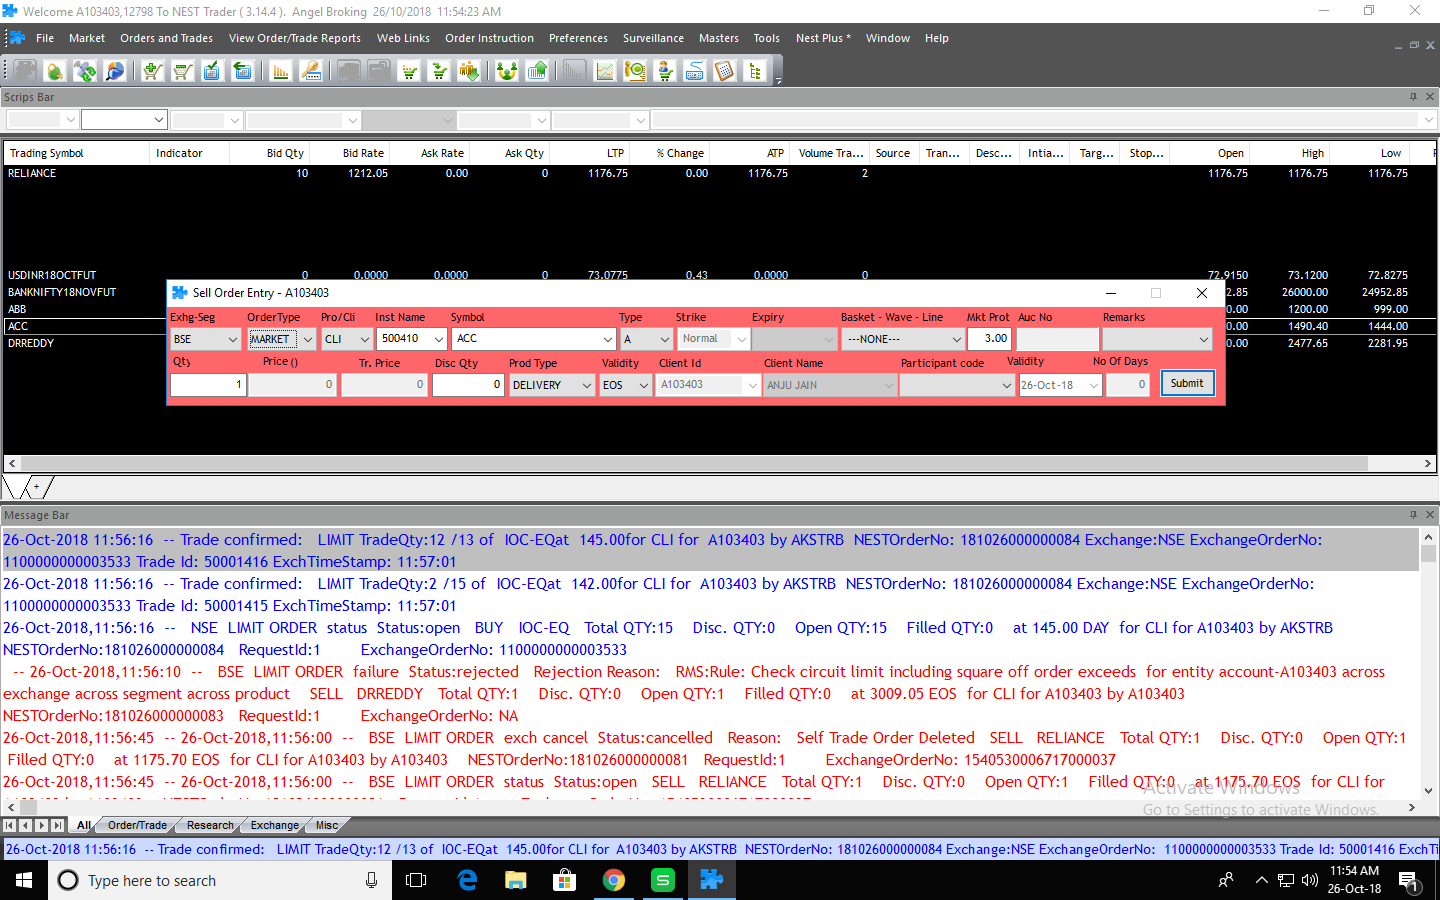 Welcome A103403,12798 To NEST Trader ( 3.14.4 ). Angel Broking 26/10/2018 11:54:23 AM
File Market Orders and Trades View Order/Trade Reports Web Links Order Instruction Preferences Surveillance Masters Tools Nest Plus * Window Help
Scrips Bar
Trading Symbol Indicator Bid Qty Bid Rate Ask Rate Ask Qty LTP % Change ATP Volume Tra... Source Tran... Desc... Intia... Targ... Stop... Open High Low
RELIANCE 10 1212.05 0.00 0 1176.75 0.00 1176.75 2 1176.75 1176.75 1176.75
USDINR18OCTFUT 0 0.0000 0.0000 0 73.0775 0.43 0.0000 0 72.9150 73.1200 72.8275
BANKNIFTY18NOVFUT 2.85 26000.00 24952.85
ABB 0.00 1200.00 999.00
ACC 0.00 1490.40 1444.00
DRREDDY 0.00 2477.65 2281.95
Sell Order Entry - A103403
Exhg-Seg OrderType Pro/Cli Inst Name Symbol Type Strike Expiry Basket - Wave - Line Mkt Prot Auc No Remarks
BSE MARKET CLI 500410 ACC A Normal ---NONE--- 3.00
Qty Price () Tr. Price Disc Qty Prod Type Validity Client Id Client Name Participant code Validity No Of Days
1 0 0 0 DELIVERY EOS A103403 ANJU JAIN 26-Oct-18 0 Submit
+
Message Bar
26-Oct-2018 11:56:16 -- Trade confirmed: LIMIT TradeQty:12 /13 of IOC-EQat 145.00for CLI for A103403 by AKSTRB NESTOrderNo: 181026000000084 Exchange:NSE ExchangeOrderNo:
1100000000003533 Trade Id: 50001416 ExchTimeStamp: 11:57:01
26-Oct-2018 11:56:16 -- Trade confirmed: LIMIT TradeQty:2 /15 of IOC-EQat 142.00for CLI for A103403 by AKSTRB NESTOrderNo: 181026000000084 Exchange:NSE ExchangeOrderNo:
1100000000003533 Trade Id: 50001415 ExchTimeStamp: 11:57:01
26-Oct-2018,11:56:16 -- NSE LIMIT ORDER status Status:open BUY IOC-EQ Total QTY:15 Disc. QTY:0 Open QTY:15 Filled QTY:0 at 145.00 DAY for CLI for A103403 by AKSTRB
NESTOrderNo:181026000000084 RequestId:1 ExchangeOrderNo: 1100000000003533
-- 26-Oct-2018,11:56:10 -- BSE LIMIT ORDER failure Status:rejected Rejection Reason: RMS:Rule: Check circuit limit including square off order exceeds for entity account-A103403 across
exchange across segment across product SELL DRREDDY Total QTY:1 Disc. QTY:0 Open QTY:1 Filled QTY:0 at 3009.05 EOS for CLI for A103403 by A103403
NESTOrderNo:181026000000083 RequestId:1 ExchangeOrderNo: NA
26-Oct-2018,11:56:45 -- 26-Oct-2018,11:56:00 -- BSE LIMIT ORDER exch cancel Status:cancelled Reason: Self Trade Order Deleted SELL RELIANCE Total QTY:1 Disc. QTY:0 Open QTY:1
Filled QTY:0 at 1175.70 EOS for CLI for A103403 by A103403 NESTOrderNo:181026000000081 RequestId:1 ExchangeOrderNo: 1540530006717000037
26-Oct-2018,11:56:45 -- 26-Oct-2018,11:56:00 -- BSE LIMIT ORDER status Status:open SELL RELIANCE Total QTY:1 Disc. QTY:0 Open QTY:1 Filled QTY:0 at 1175.70 EOS for CLI for
Activate Windows
Go to Settings to activate Windows.
All Order/Trade Research Exchange Misc
26-Oct-2018 11:56:16 -- Trade confirmed: LIMIT TradeQty:12 /13 of IOC-EQat 145.00for CLI for A103403 by AKSTRB NESTOrderNo: 181026000000084 Exchange:NSE ExchangeOrderNo: 1100000000003533 Trade Id: 50001416
Type here to search
11:54 AM
26-Oct-18
1